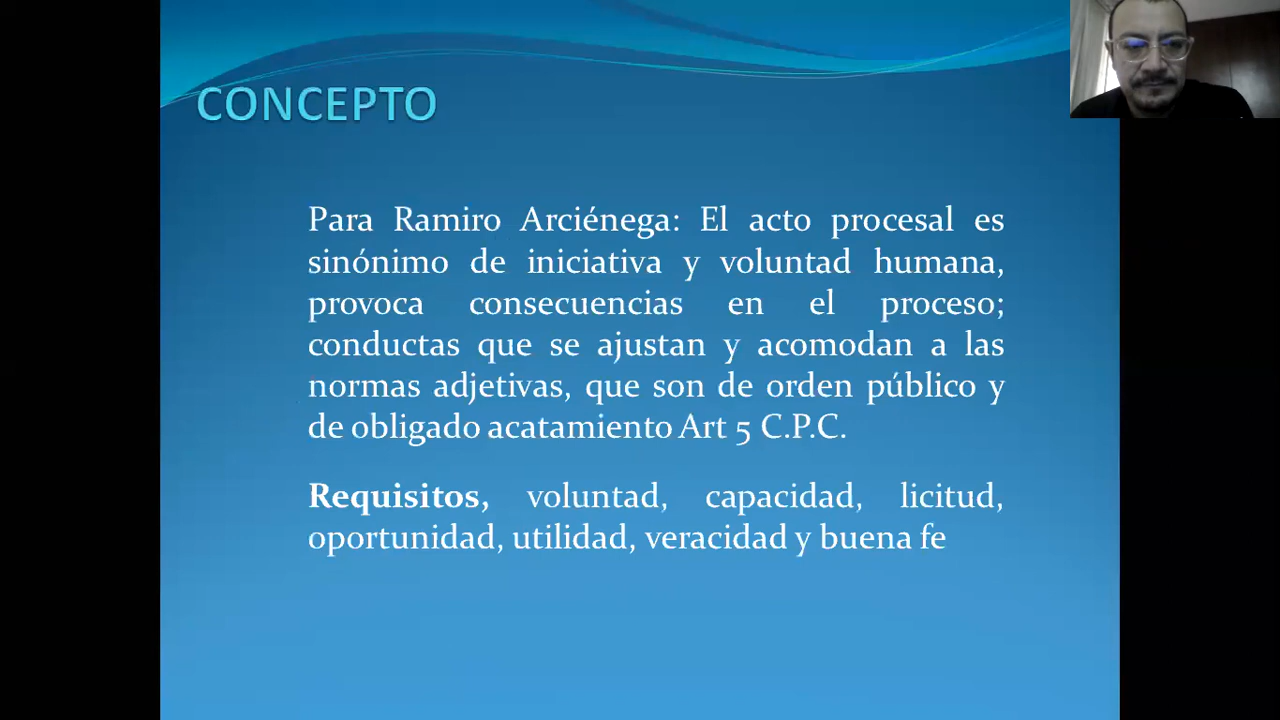 CONCEPTO
Para Ramiro Arciénega: El acto procesal es
sinónimo de iniciativa y voluntad humana,
provoca consecuencias en el proceso;
conductas que se ajustan y acomodan a las
normas adjetivas, que son de orden público y
de obligado acatamiento Art 5 C.P.C.
Requisitos, voluntad, capacidad, licitud,
oportunidad, utilidad, veracidad y buena fe